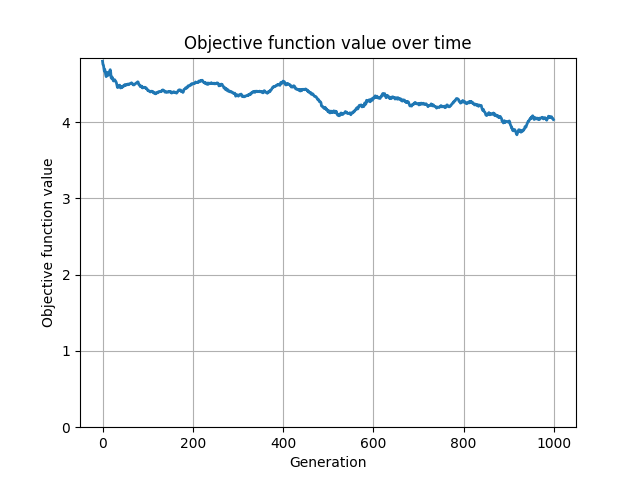 Objective function value over time
Objective function value
4
3
2
1
0
0 200 400 600 800 1000
Generation